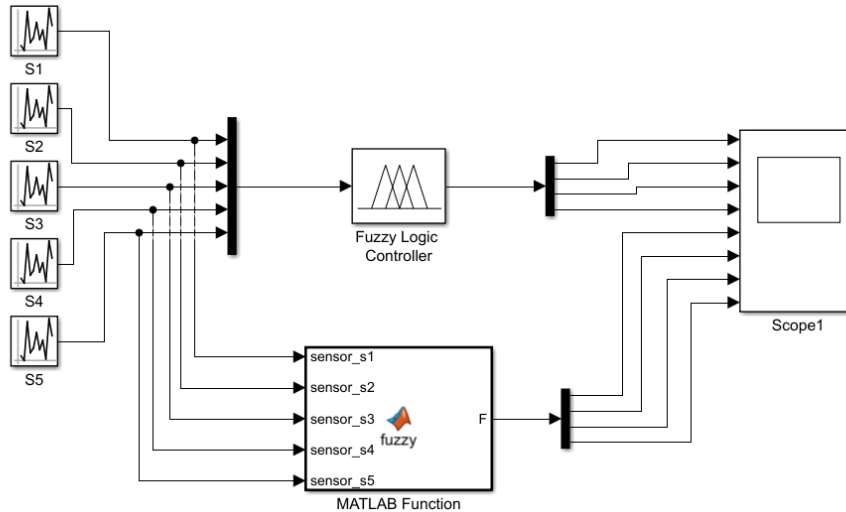 S1
S2
S3
S4
S5
Fuzzy Logic
Controller
Scope1
sensor_s1
sensor_s2
sensor_s3
sensor_s4
sensor_s5
fuzzy
F
MATLAB Function